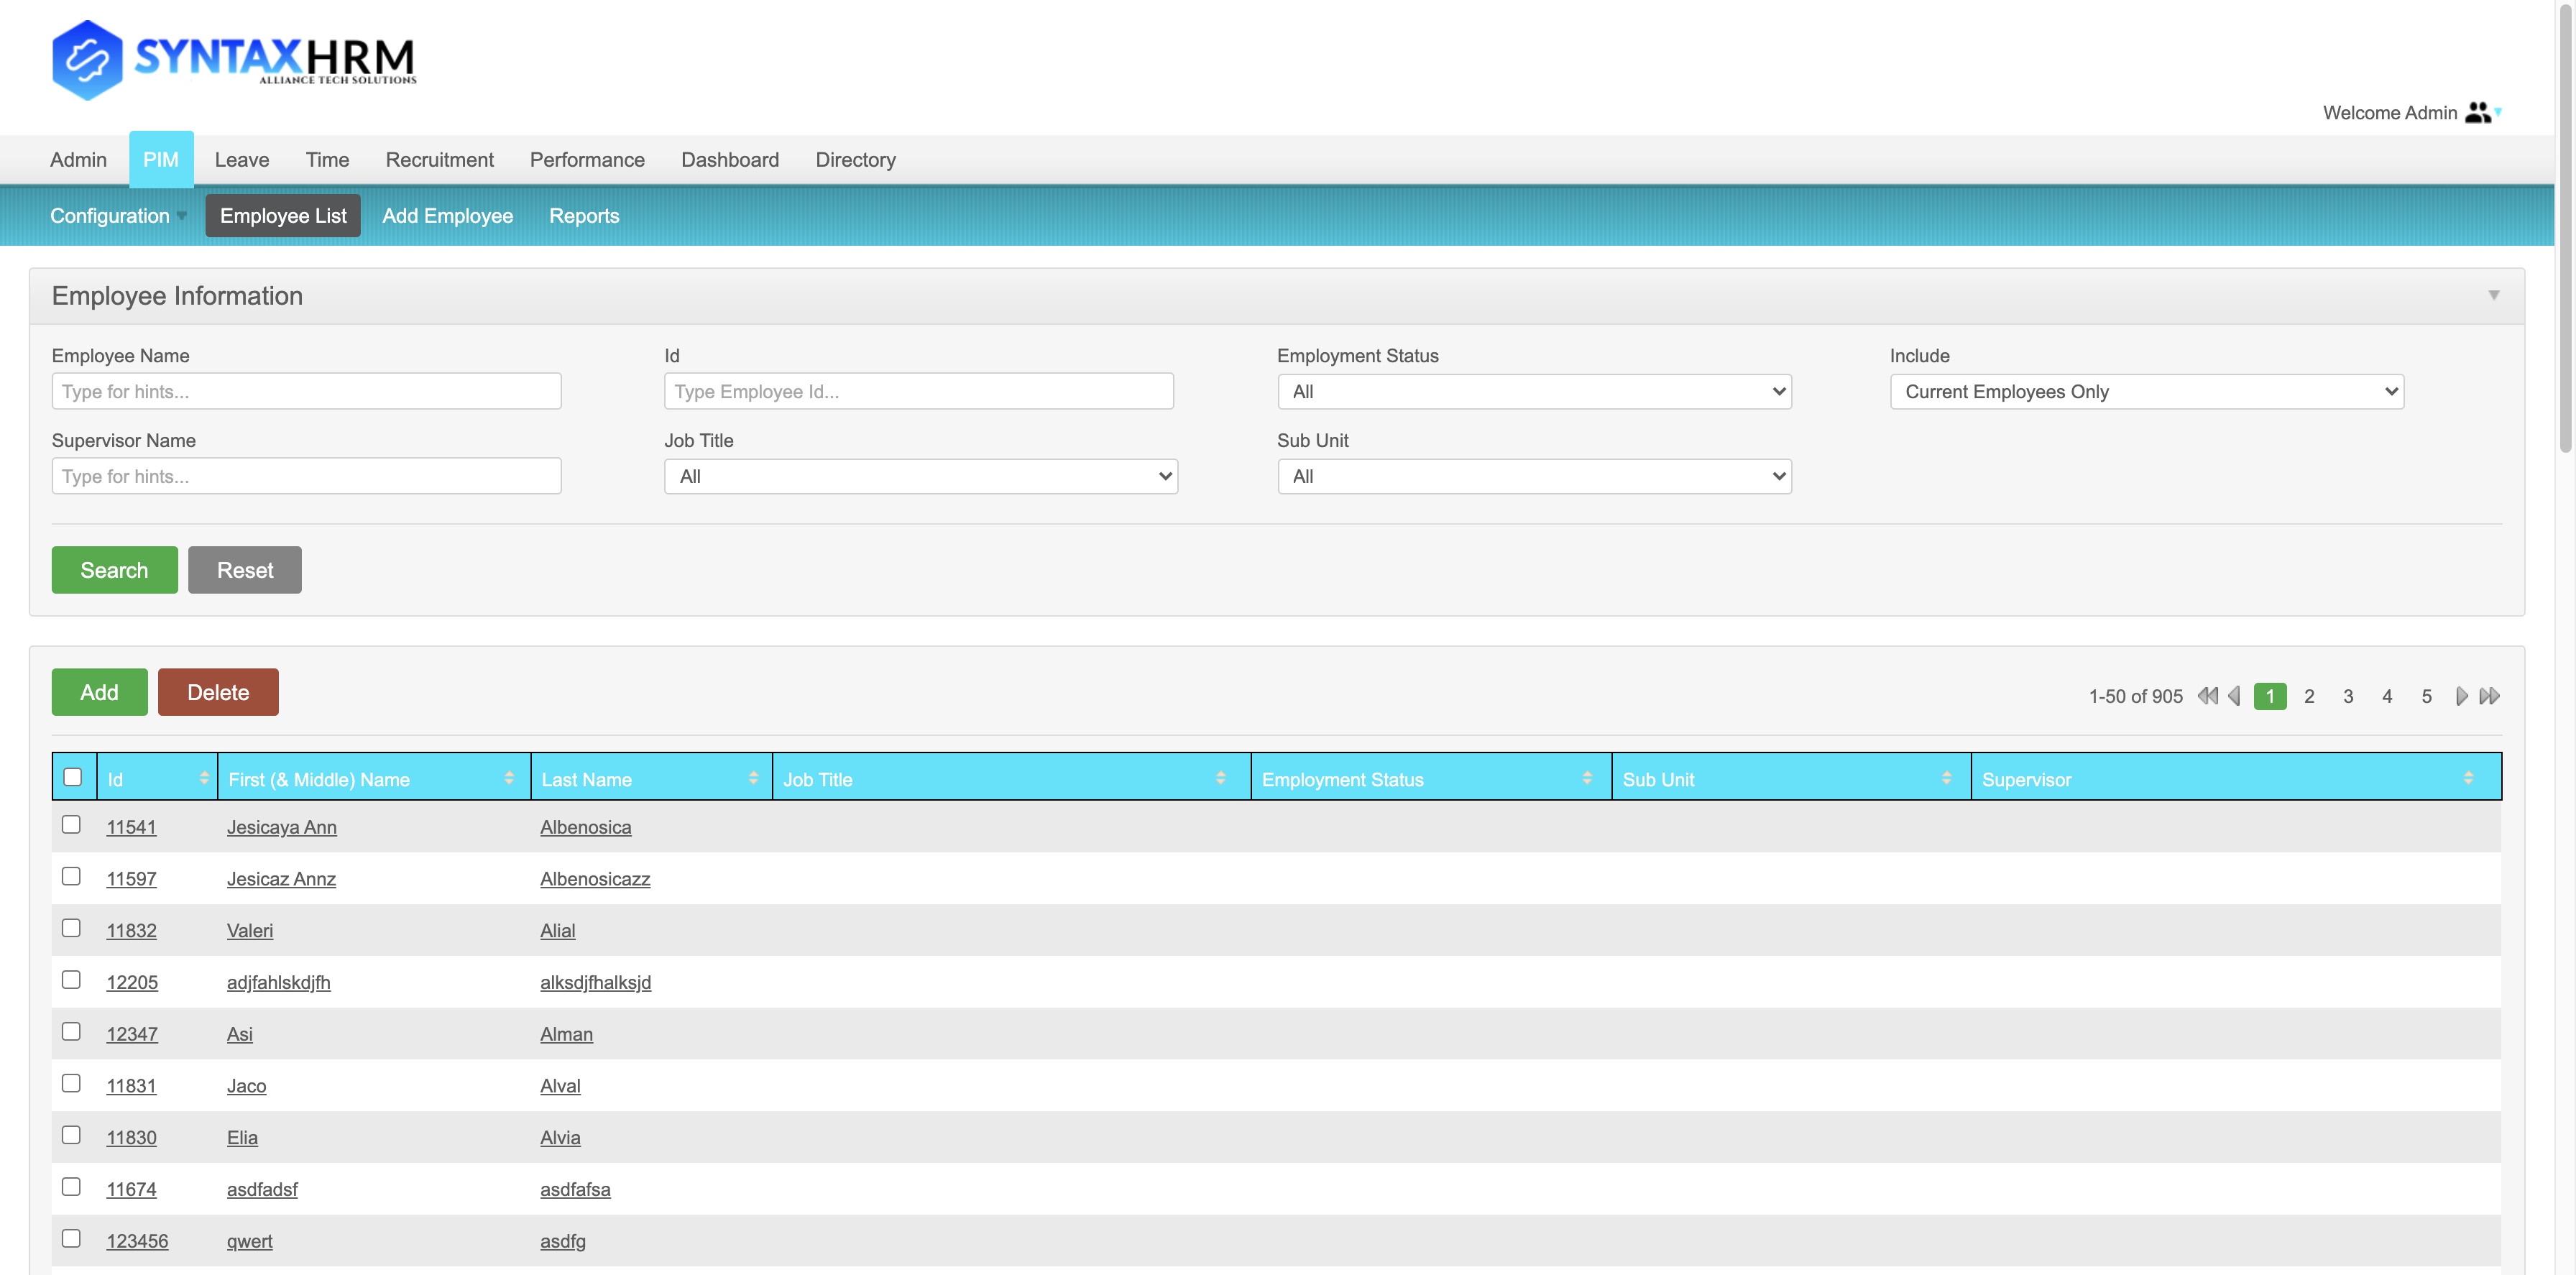 SYNTAXHRM
ALLIANCE TECH SOLUTIONS
Welcome Admin
Admin PIM Leave Time Recruitment Performance Dashboard Directory
Configuration Employee List Add Employee Reports
Employee Information
Employee Name Id Employment Status Include
Type for hints... Type Employee Id... All Current Employees Only
Supervisor Name Job Title Sub Unit
Type for hints... All All
Search Reset
Add Delete 1-50 of 905 1 2 3 4 5
Id First (& Middle) Name Last Name Job Title Employment Status Sub Unit Supervisor
11541 Jesicaya Ann Albenosica
11597 Jesicaz Annz Albenosicazz
11832 Valeri Alial
12205 adjfahlskdjfh alksdjfhalksjd
12347 Asi Alman
11831 Jaco Alval
11830 Elia Alvia
11674 asdfadsf asdfafsa
123456 qwert asdfg